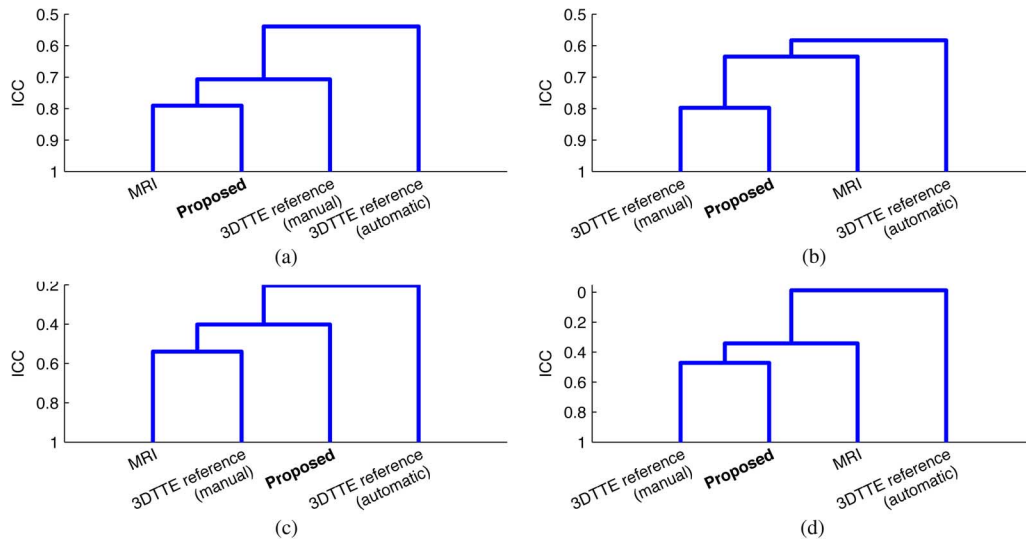 0.5
0.6
0.7
0.8
0.9
1
ICC
MRI
Proposed
3DTTE reference
(manual)
3DTTE reference
(automatic)
(a)
0.5
0.6
0.7
0.8
0.9
1
ICC
3DTTE reference
(manual)
Proposed
MRI
3DTTE reference
(automatic)
(b)
0.2
0.4
0.6
0.8
1
ICC
MRI
3DTTE reference
(manual)
Proposed
3DTTE reference
(automatic)
(c)
0
0.2
0.4
0.6
0.8
1
ICC
3DTTE reference
(manual)
Proposed
MRI
3DTTE reference
(automatic)
(d)